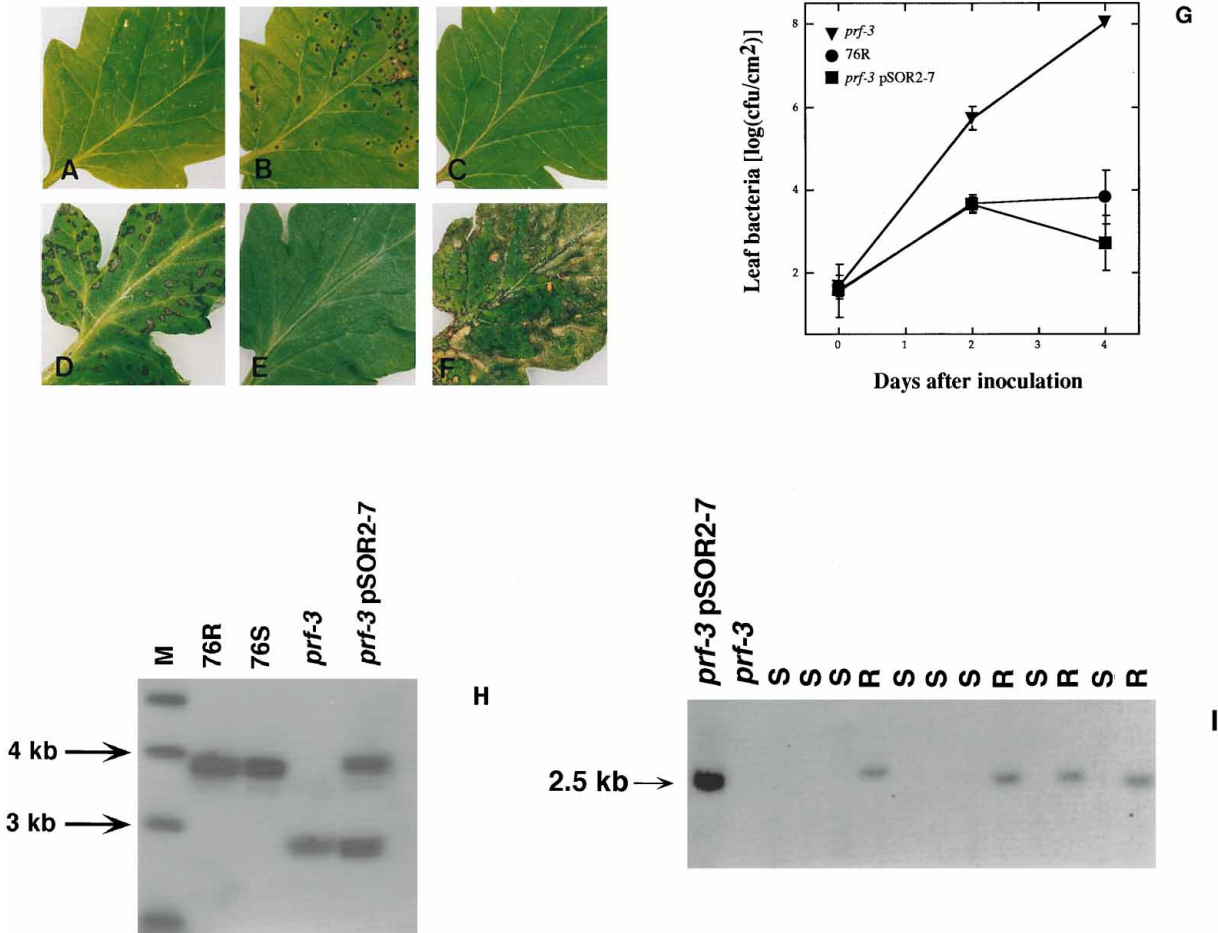 A
B
C
D
E
F
G
prf-3
76R
prf-3 pSOR2-7
Leaf bacteria [log(cfu/cm2)]
8
6
4
2
0
1
2
3
4
Days after inoculation
H
M
76R
76S
prf-3
prf-3 pSOR2-7
4 kb
3 kb
I
prf-3 pSOR2-7
prf-3
S
S
S
R
S
S
S
R
S
R
S
R
2.5 kb